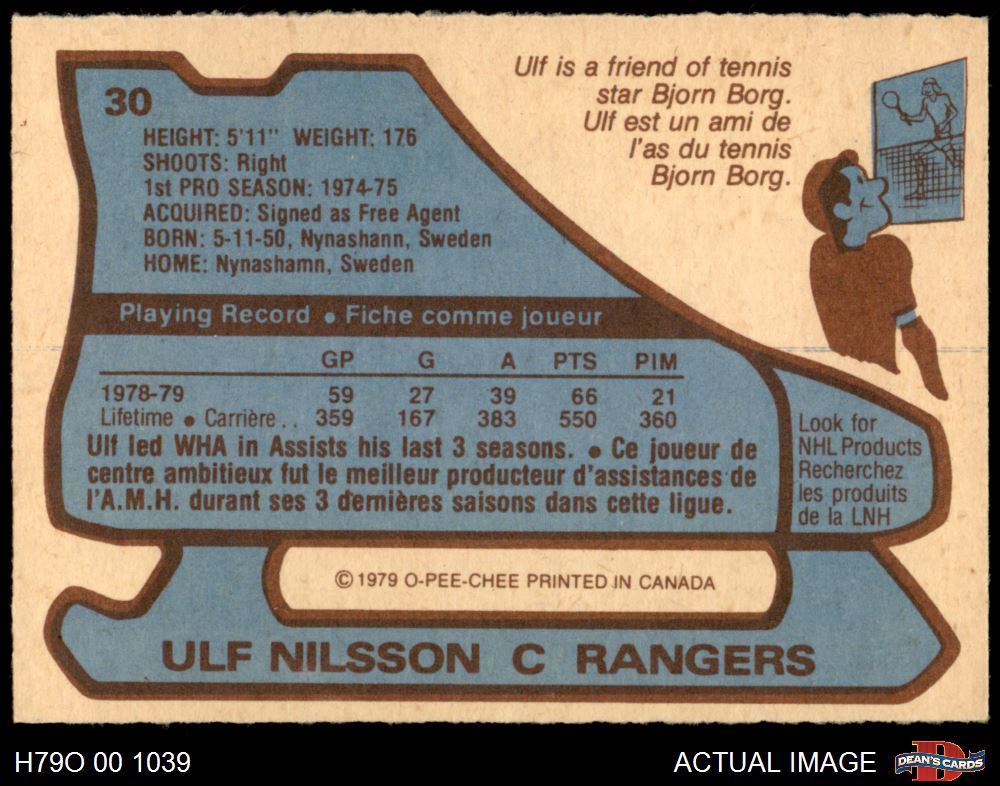 Ulf is a friend of tennis
star Bjorn Borg.
Ulf est un ami de
l'as du tennis
Bjorn Borg.
30
HEIGHT: 5'11" WEIGHT: 176
SHOOTS: Right
1st PRO SEASON: 1974-75
ACQUIRED: Signed as Free Agent
BORN: 5-11-50, Nynashann, Sweden
HOME: Nynashamn, Sweden
Playing Record • Fiche comme joueur
GP G A PTS PIM
1978-79 59 27 39 66 21
Lifetime • Carrière . . 359 167 383 550 360
Ulf led WHA in Assists his last 3 seasons. • Ce joueur de
centre ambitieux fut le meilleur producteur d'assistances de
l'A.M.H. durant ses 3 dernières saisons dans cette ligue.
Look for
NHL Products
Recherchez
les produits
de la LNH
© 1979 O-PEE-CHEE PRINTED IN CANADA
ULF NILSSON C RANGERS
H79O 00 1039
ACTUAL IMAGE
DEAN'S CARDS